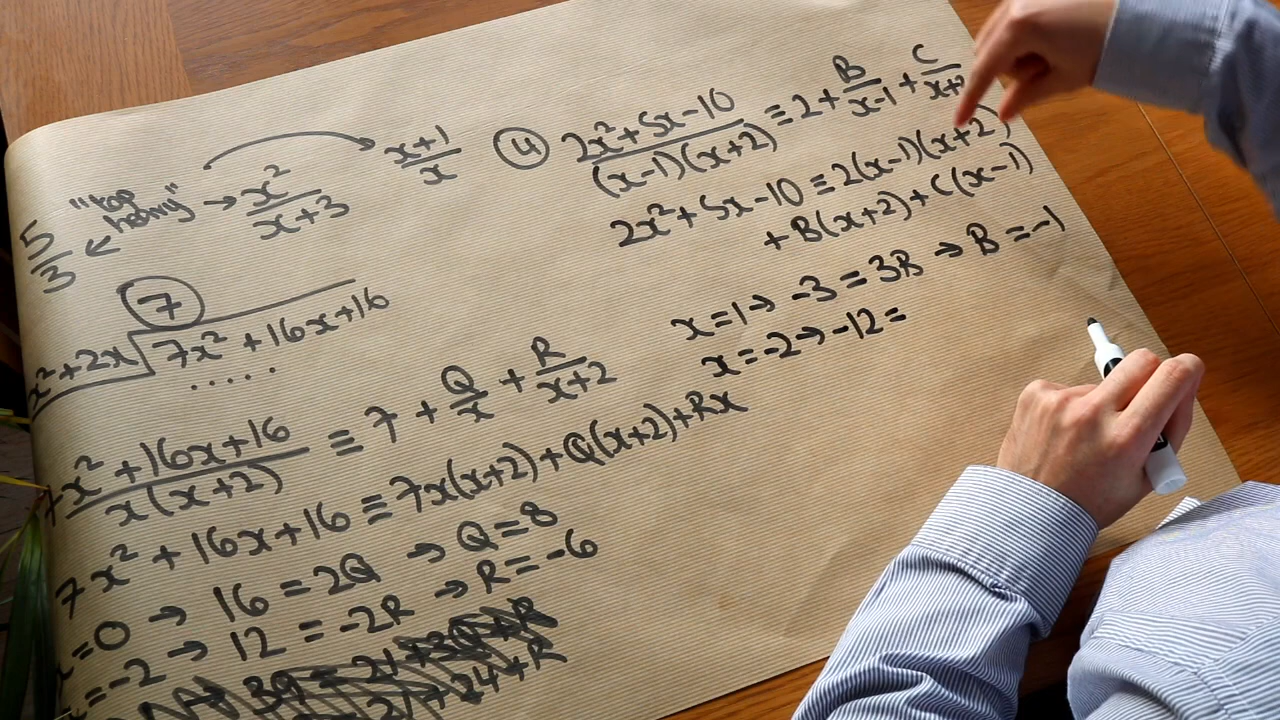 "top heavy"
5/3 ← → x²/(x+3) → (x+1)/x
7
x²+2x 7x²+16x+16
.....
7x²+16x+16/x(x+2) ≡ 7 + Q/x + R/(x+2)
7x²+16x+16 ≡ 7x(x+2)+Q(x+2)+Rx
x=0 → 16 = 2Q → Q=8
x=-2 → 12 = -2R → R=-6
④ 2x²+5x-10/(x-1)(x+2) ≡ 2 + B/(x-1) + C/(x+2
2x²+5x-10 ≡ 2(x-1)(x+2)
+ B(x+2)+C(x-1)
x=1→ -3 = 3B → B=-1
x=-2→ -12=